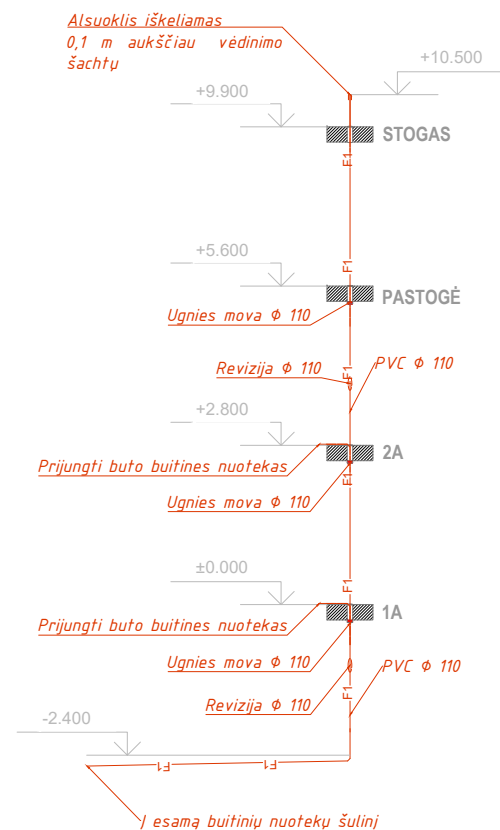 Alsuoklis iškeliamas
0,1 m aukščiau vėdinimo
šachtų
+10.500
+9.900
STOGAS
F1
+5.600
F1
PASTOGĖ
Ugnies mova Φ 110
Revizija Φ 110
F1
PVC Φ 110
+2.800
2A
Prijungti buto buitines nuotekas
F1
Ugnies mova Φ 110
±0.000
F1
1A
Prijungti buto buitines nuotekas
Ugnies mova Φ 110
PVC Φ 110
F1
Revizija Φ 110
-2.400
F1
F1
Į esamą buitinių nuotekų šulinį